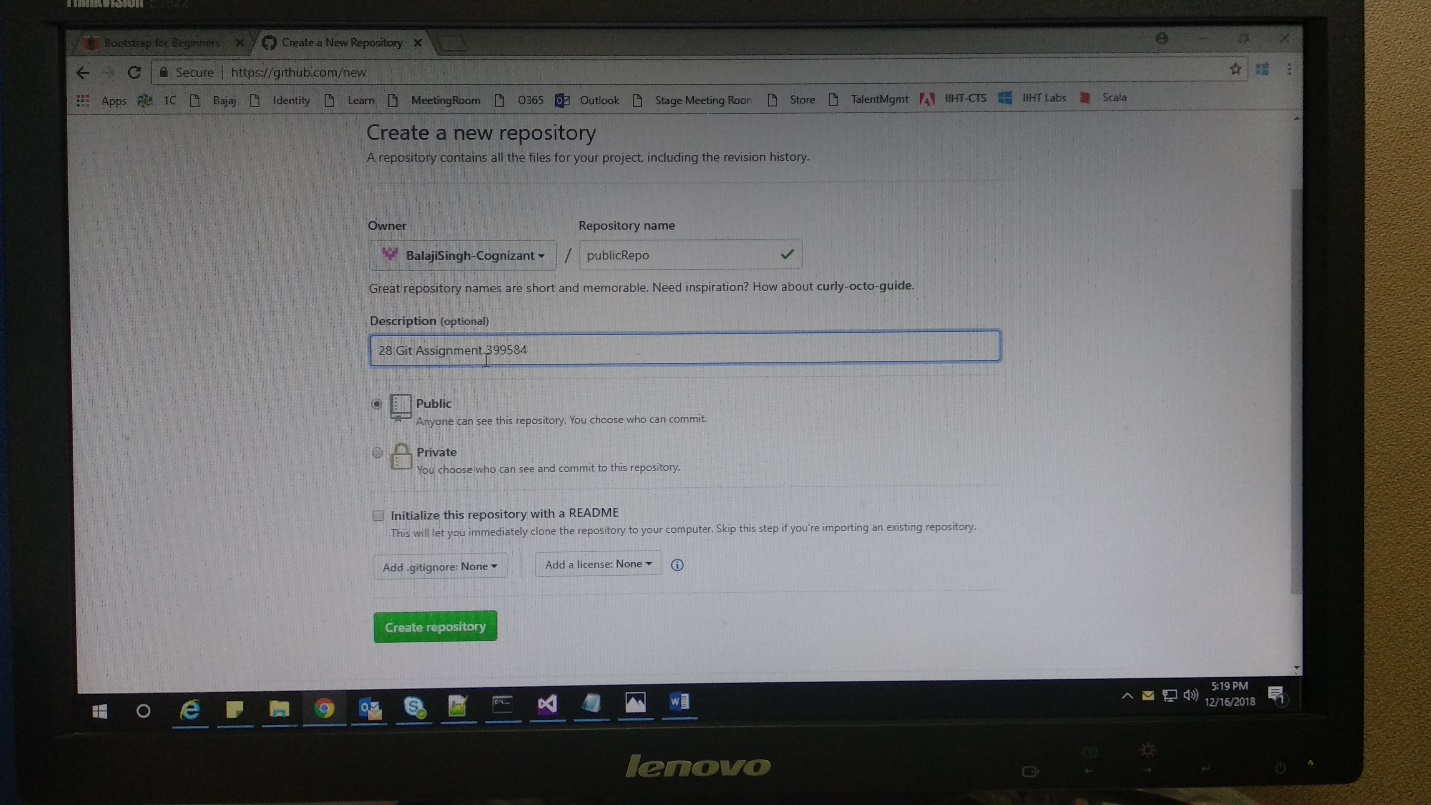 ThinkVision
Bootstrap for Beginners Create a New Repository
Secure https://github.com/new
Apps 1C Bajaj Identity Learn MeetingRoom O365 Outlook Stage Meeting Roor Store TalentMgmt IIHT-CTS IIHT Labs Scala
Create a new repository
A repository contains all the files for your project, including the revision history.
Owner Repository name
BalajiSingh-Cognizant / publicRepo
Great repository names are short and memorable. Need inspiration? How about curly-octo-guide.
Description (optional)
28 Git Assignment 399584
Public
Anyone can see this repository. You choose who can commit.
Private
You choose who can see and commit to this repository.
Initialize this repository with a README
This will let you immediately clone the repository to your computer. Skip this step if you're importing an existing repository.
Add .gitignore: None Add a license: None
Create repository
5:19 PM
12/16/2018
lenovo